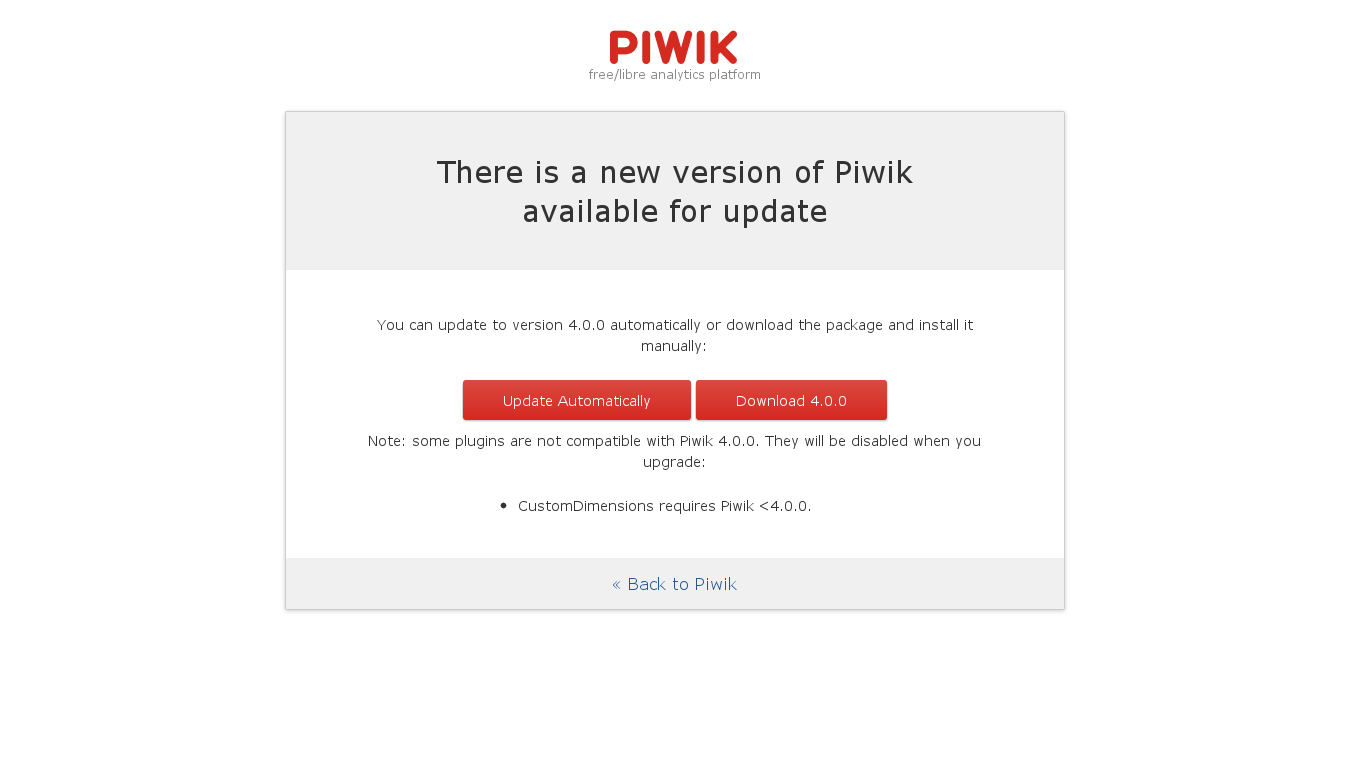 PIWIK
free/libre analytics platform
There is a new version of Piwik
available for update
You can update to version 4.0.0 automatically or download the package and install it
manually:
Update Automatically Download 4.0.0
Note: some plugins are not compatible with Piwik 4.0.0. They will be disabled when you
upgrade:
• CustomDimensions requires Piwik <4.0.0.
« Back to Piwik